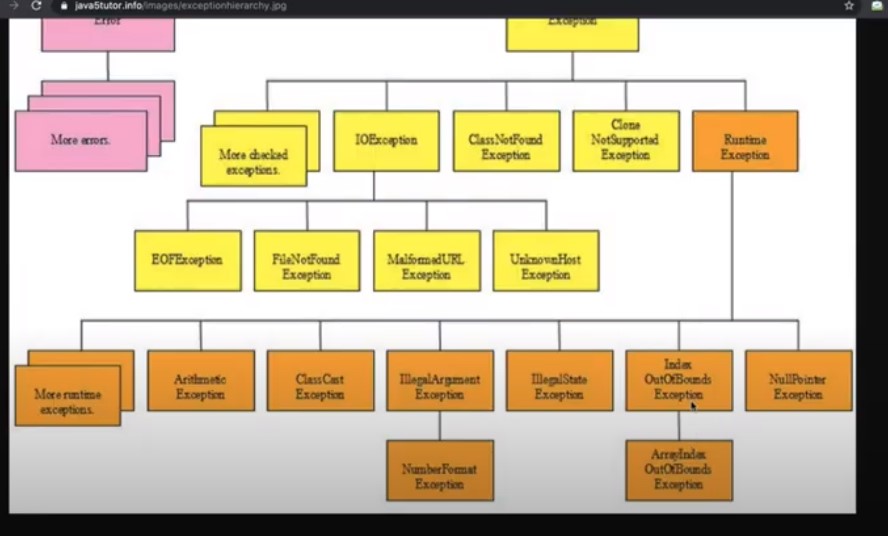 java5tutor.info/images/exceptionhierarchy.jpg
Error
Exception
More errors.
More checked
exceptions.
IOException
ClassNotFound
Exception
Clone
NotSupported
Exception
Runtime
Exception
EOFException
FileNotFound
Exception
MalformedURL
Exception
UnknownHost
Exception
More runtime
exceptions.
Arithmetic
Exception
ClassCast
Exception
IllegalArgument
Exception
IllegalState
Exception
Index
OutOfBounds
Exception
NullPointer
Exception
NumberFormat
Exception
ArrayIndex
OutOfBounds
Exception